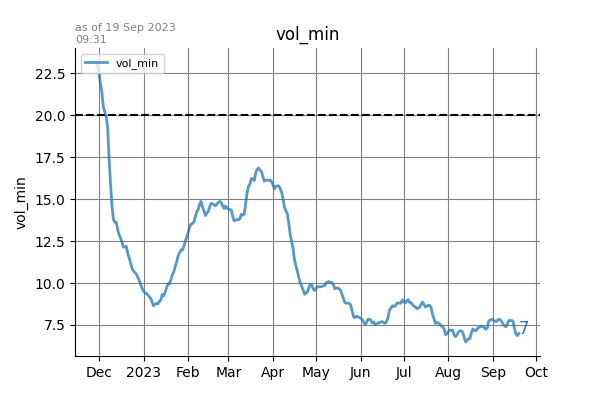 as of 19 Sep 2023
09:31
vol_min
vol_min
22.5
20.0
17.5
15.0
12.5
10.0
7.5
vol_min
7
Dec 2023 Feb Mar Apr May Jun Jul Aug Sep Oct